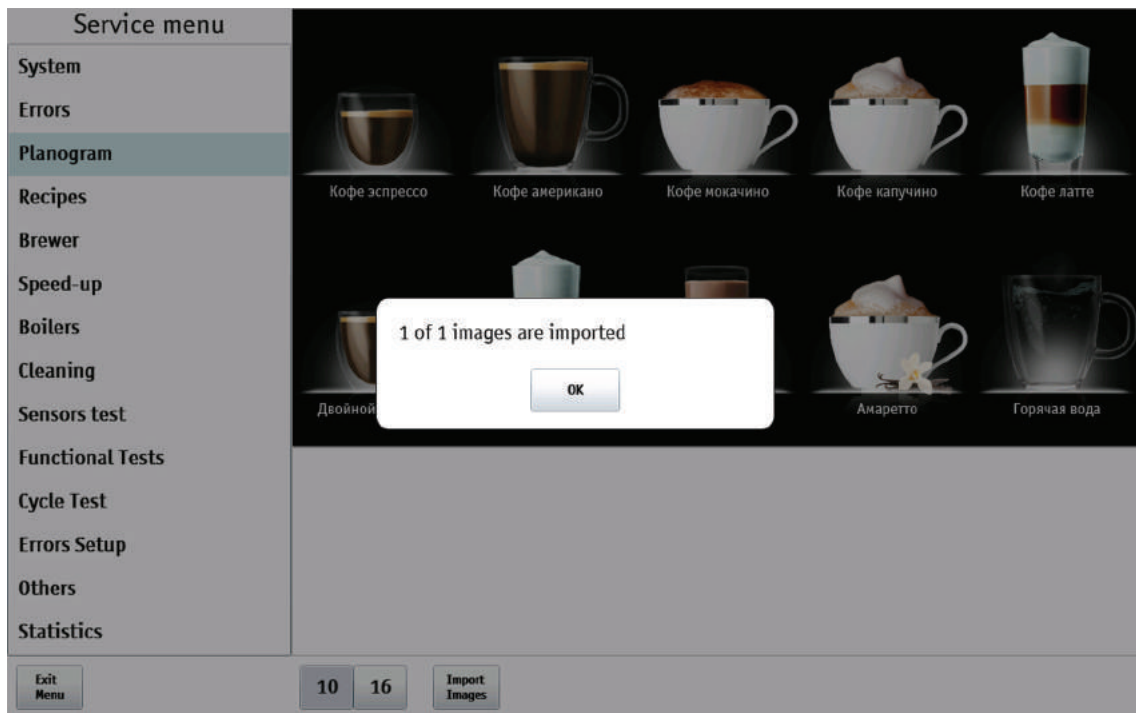 Service menu
System
Errors
Planogram
Recipes
Brewer
Speed-up
Boilers
Cleaning
Sensors test
Functional Tests
Cycle Test
Errors Setup
Others
Statistics
Кофе эспрессо
Кофе американо
Кофе мокачино
Кофе капучино
Кофе латте
1 of 1 images are imported
OK
Двойной
Амаретто
Горячая вода
Exit
Menu
10
16
Import
Images